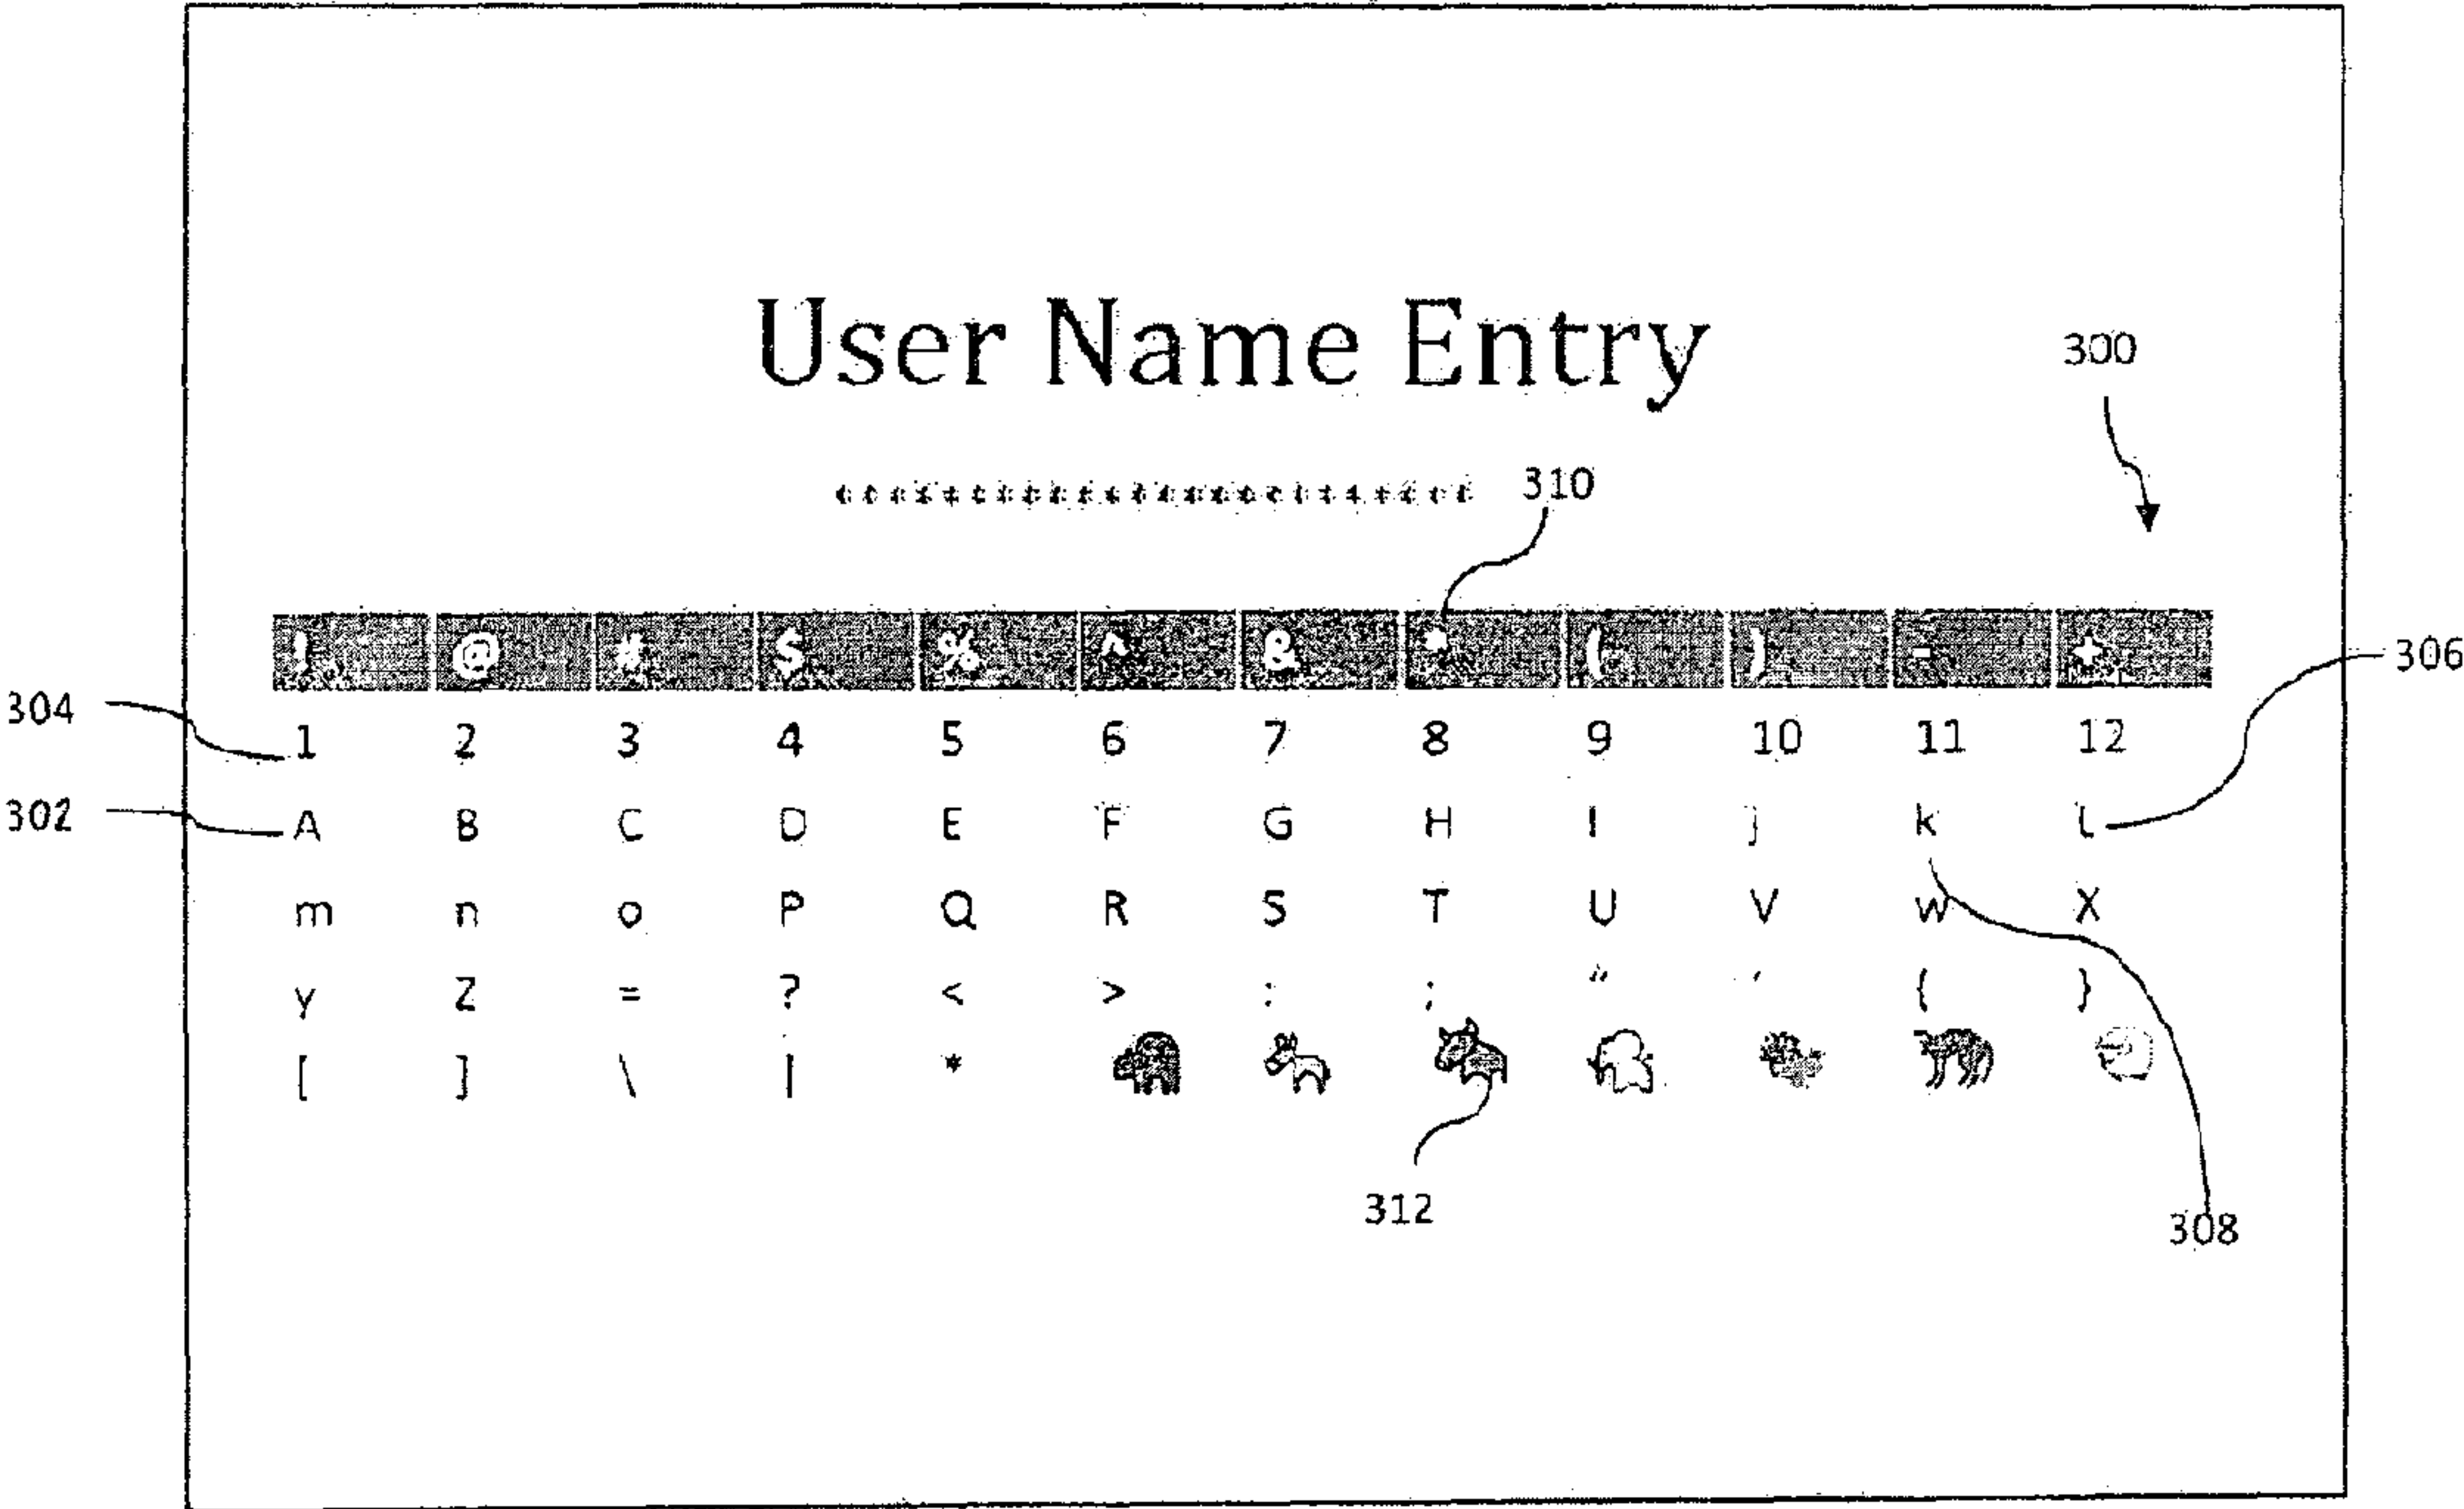 User Name Entry
300
310
! @ # $ % ^ & * ( ) - +
306
304
1 2 3 4 5 6 7 8 9 10 11 12
302
A B C D E F G H I j k l
m n o P Q R S T U V w X
y Z = ? < > : ; " ' { }
[ ] \ | *
312
308